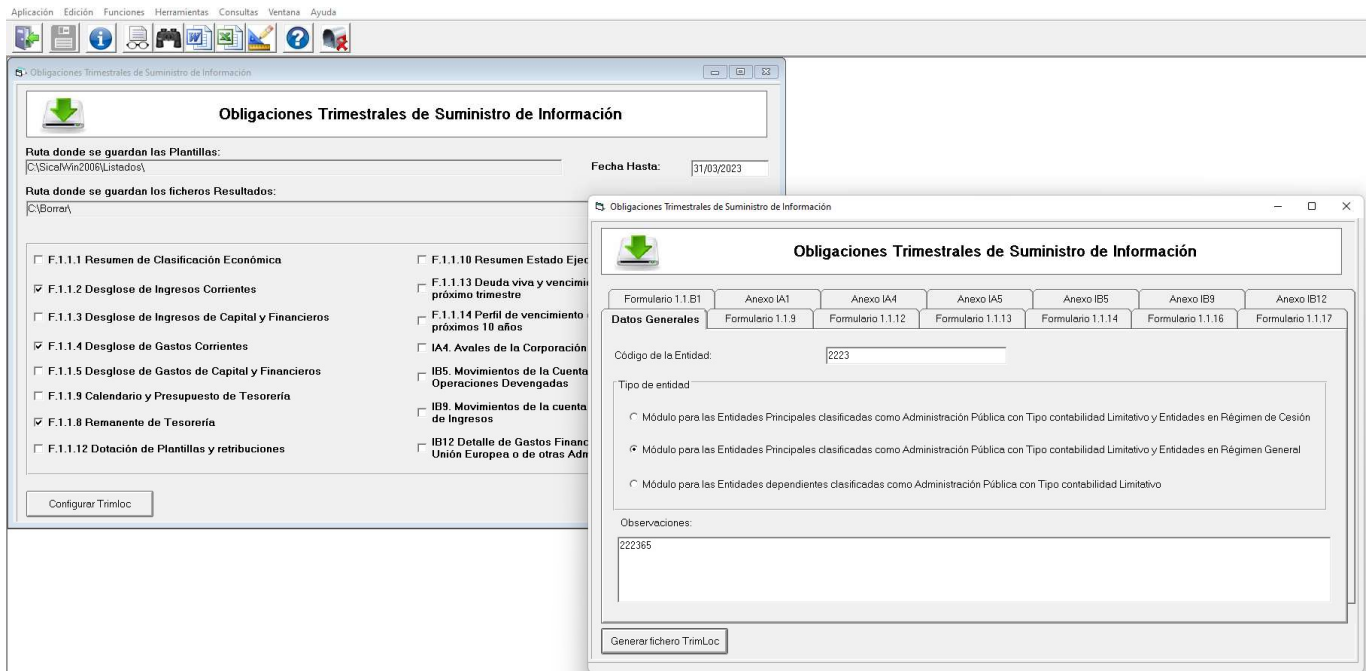 Aplicación Edición Funciones Herramientas Consultas Ventana Ayuda
Obligaciones Trimestrales de Suministro de Información
Obligaciones Trimestrales de Suministro de Información
Ruta donde se guardan las Plantillas:
C:\SicalWin2006\Listados\
Fecha Hasta: 31/03/2023
Ruta donde se guardan los ficheros Resultados:
C:\Borrar\
F.1.1.1 Resumen de Clasificación Económica
F.1.1.2 Desglose de Ingresos Corrientes
F.1.1.3 Desglose de Ingresos de Capital y Financieros
F.1.1.4 Desglose de Gastos Corrientes
F.1.1.5 Desglose de Gastos de Capital y Financieros
F.1.1.9 Calendario y Presupuesto de Tesorería
F.1.1.8 Remanente de Tesorería
F.1.1.12 Dotación de Plantillas y retribuciones
F.1.1.10 Resumen Estado Ejec
F.1.1.13 Deuda viva y vencimie
próximo trimestre
F.1.1.14 Perfil de vencimiento
próximos 10 años
IA4. Avales de la Corporación
IB5. Movimientos de la Cuenta
Operaciones Devengadas
IB9. Movimientos de la cuenta
de Ingresos
IB12 Detalle de Gastos Financ
Unión Europea o de otras Adm
Configurar Trimloc
Obligaciones Trimestrales de Suministro de Información
Obligaciones Trimestrales de Suministro de Información
Formulario 1.1.B1 Anexo IA1 Anexo IA4 Anexo IA5 Anexo IB5 Anexo IB9 Anexo IB12
Datos Generales Formulario 1.1.9 Formulario 1.1.12 Formulario 1.1.13 Formulario 1.1.14 Formulario 1.1.16 Formulario 1.1.17
Código de la Entidad: 2223
Tipo de entidad
Módulo para las Entidades Principales clasificadas como Administración Pública con Tipo contabilidad Limitativo y Entidades en Régimen de Cesión
Módulo para las Entidades Principales clasificadas como Administración Pública con Tipo contabilidad Limitativo y Entidades en Régimen General
Módulo para las Entidades dependientes clasificadas como Administración Pública con Tipo contabilidad Limitativo
Observaciones:
222365
Generar fichero TrimLoc